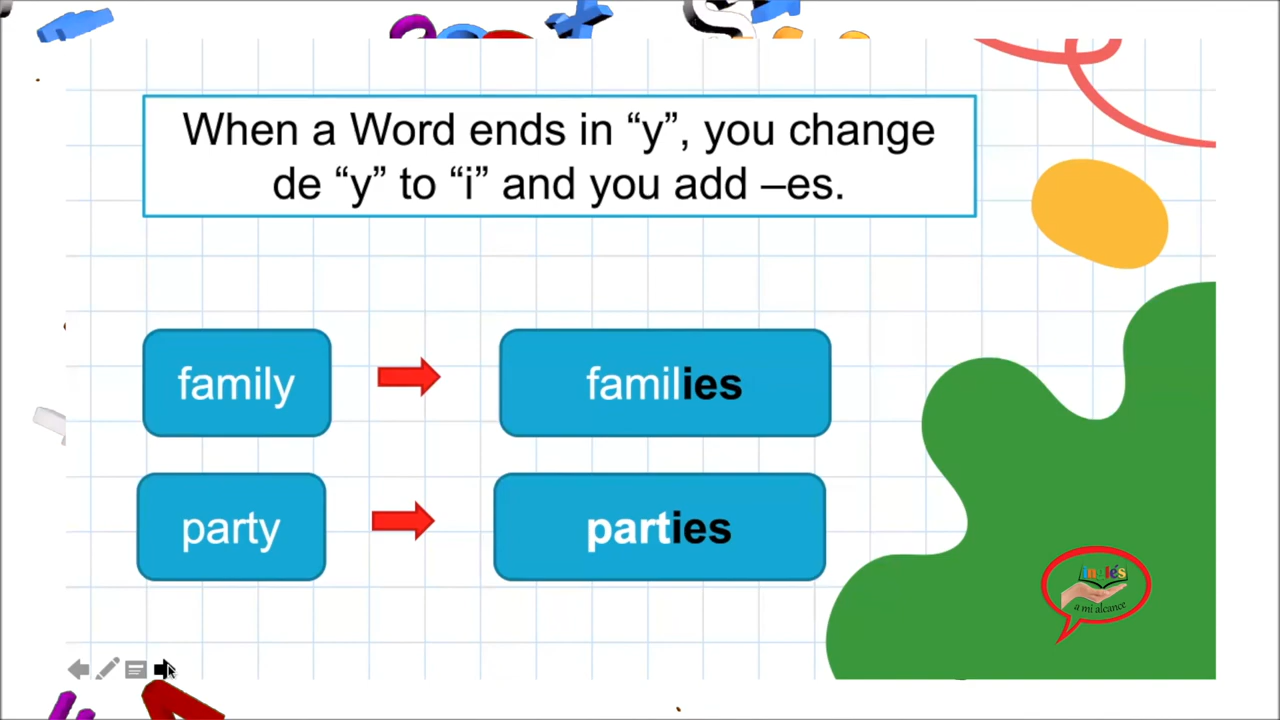 When a Word ends in “y”, you change
de “y” to “i” and you add –es.
family
families
party
parties
inglés
a mi alcance